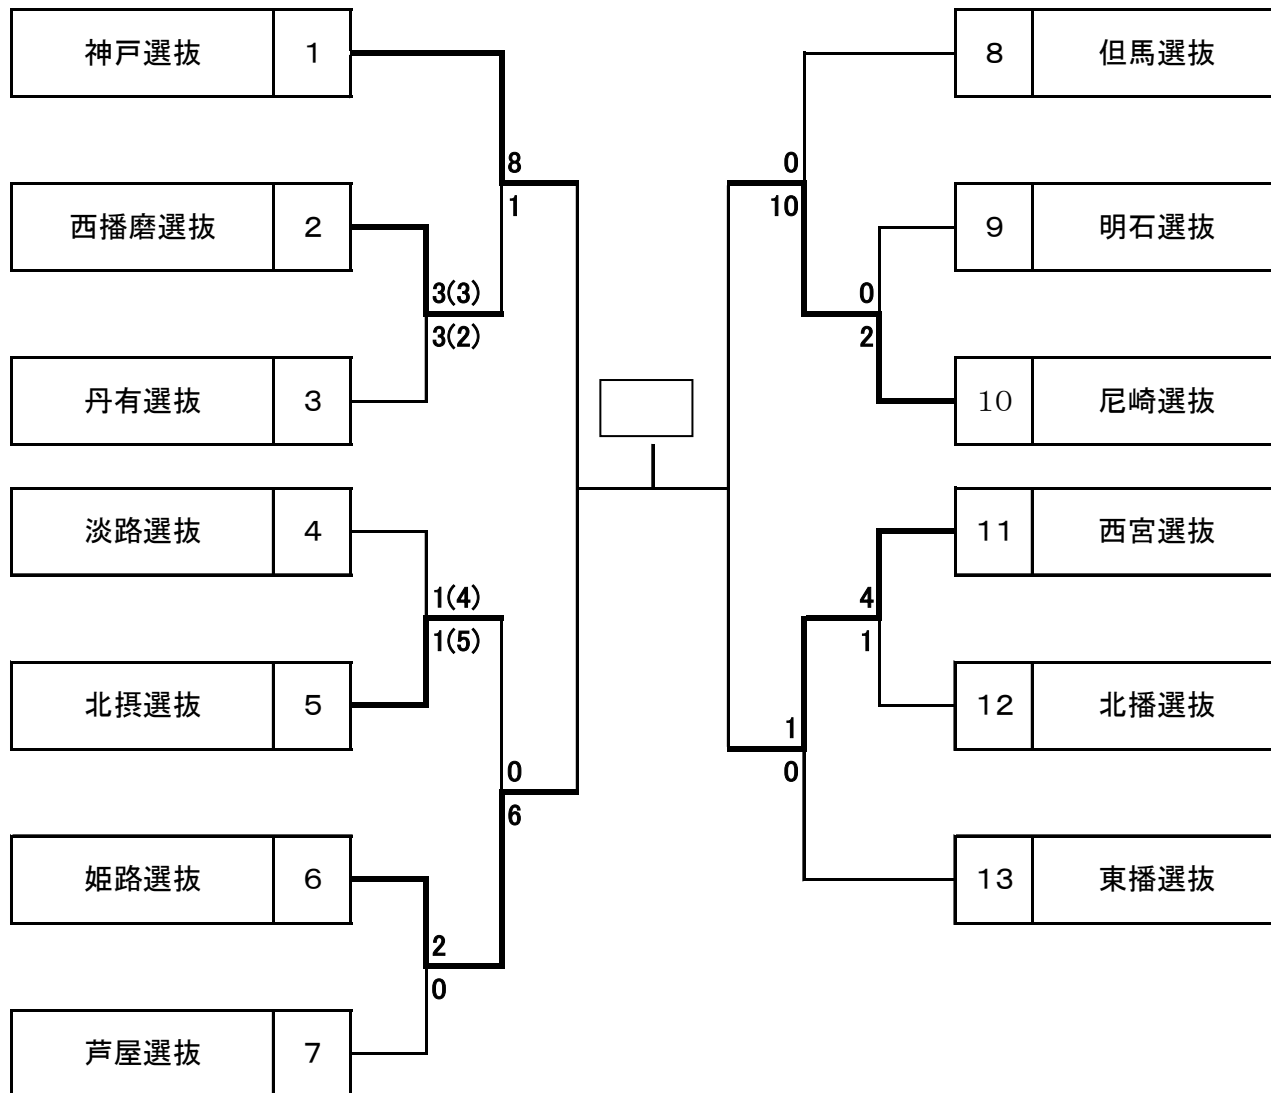 神戸選抜 1
西播磨選抜 2
丹有選抜 3
淡路選抜 4
北摂選抜 5
姫路選抜 6
芦屋選抜 7
8
1
3(3)
3(2)
1(4)
1(5)
0
6
2
0
0
10
0
2
4
1
1
0
8 但馬選抜
9 明石選抜
10 尼崎選抜
11 西宮選抜
12 北播選抜
13 東播選抜